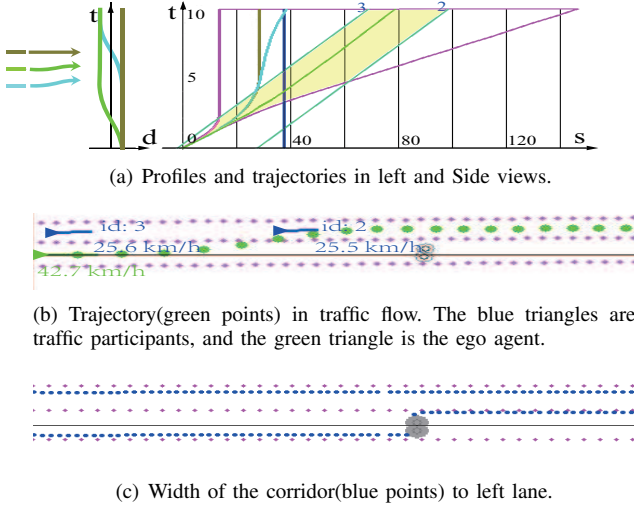 t
t
10
3
2
5
0
d
40
80
120
s
(a) Profiles and trajectories in left and Side views.
id: 3
id: 2
25.6 km/h
25.5 km/h
42.7 km/h
(b) Trajectory(green points) in traffic flow. The blue triangles are
traffic participants, and the green triangle is the ego agent.
(c) Width of the corridor(blue points) to left lane.